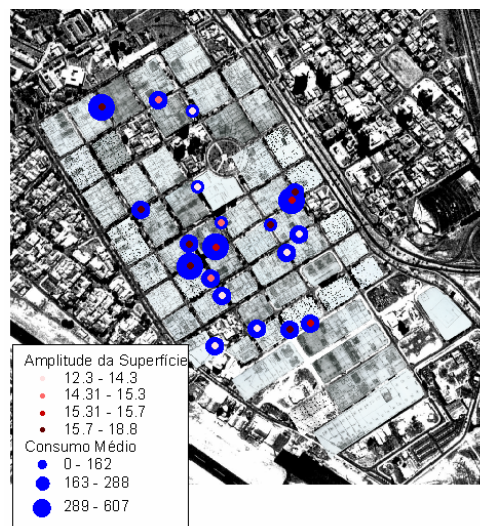 Amplitude da Superfície
12.3 - 14.3
14.31 - 15.3
15.31 - 15.7
15.7 - 18.8
Consumo Médio
0 - 162
163 - 288
289 - 607